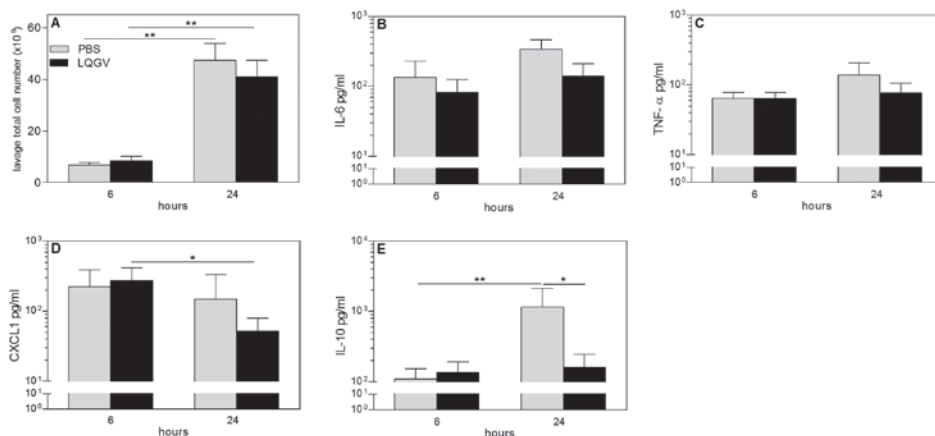 A
lavage total cell number (x10⁶)
60
40
20
0
PBS
LQGV
**
**
6
24
hours
B
IL-6 pg/ml
10³
10²
10¹
10¹
10⁰
6
24
hours
C
TNF- α pg/ml
10³
10²
10¹
10¹
10⁰
6
24
hours
D
CXCL1 pg/ml
10³
10²
10¹
10¹
10⁰
*
6
24
hours
E
IL-10 pg/ml
10⁴
10³
10²
10¹
10⁰
**
*
6
24
hours